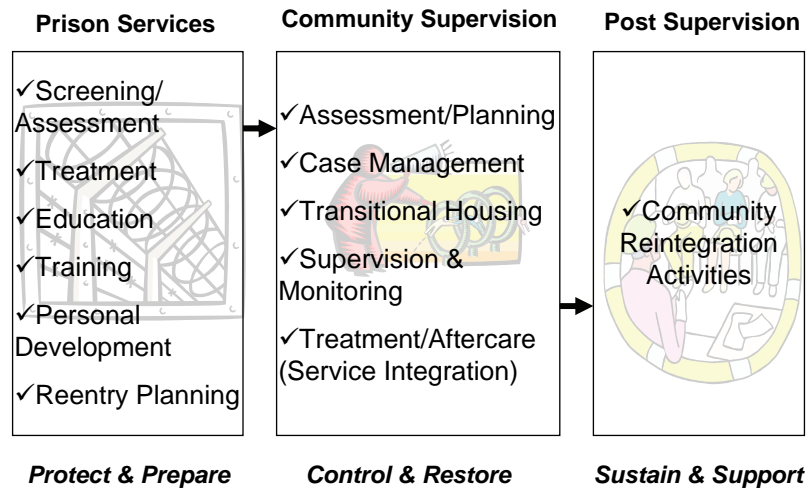 Prison Services
✓Screening/
Assessment
✓Treatment
✓Education
✓Training
✓Personal
Development
✓Reentry Planning
Protect & Prepare
Community Supervision
✓Assessment/Planning
✓Case Management
✓Transitional Housing
✓Supervision &
Monitoring
✓Treatment/Aftercare
(Service Integration)
Control & Restore
Post Supervision
✓Community
Reintegration
Activities
Sustain & Support